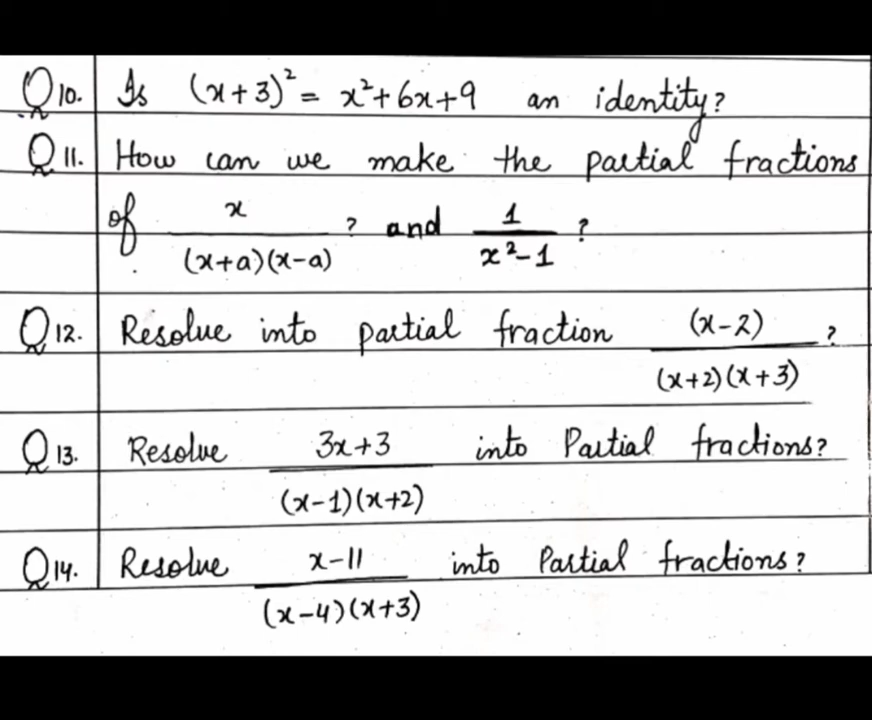 Q10. Is (x+3)² = x²+6x+9 an identity?
Q11. How can we make the partial fractions
of x/((x+a)(x-a)) ? and 1/(x²-1) ?
Q12. Resolve into partial fraction (x-2)/((x+2)(x+3)) ?
Q13. Resolve (3x+3)/((x-1)(x+2)) into Partial fractions?
Q14. Resolve (x-11)/((x-4)(x+3)) into Partial fractions?